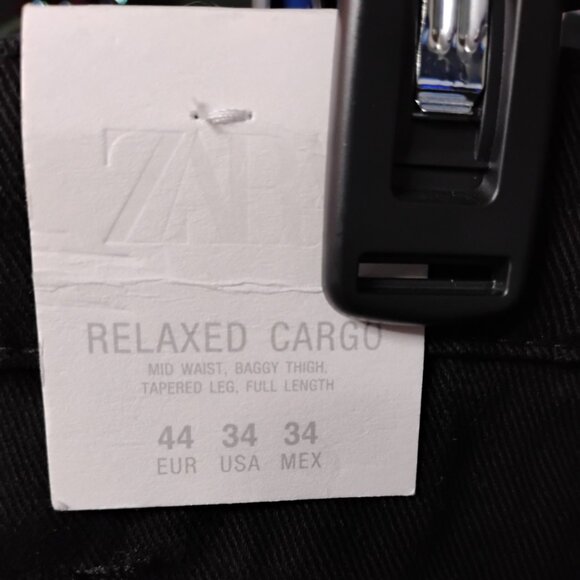 ZARA
RELAXED CARGO
MID WAIST, BAGGY THIGH,
TAPERED LEG, FULL LENGTH
44 34 34
EUR USA MEX